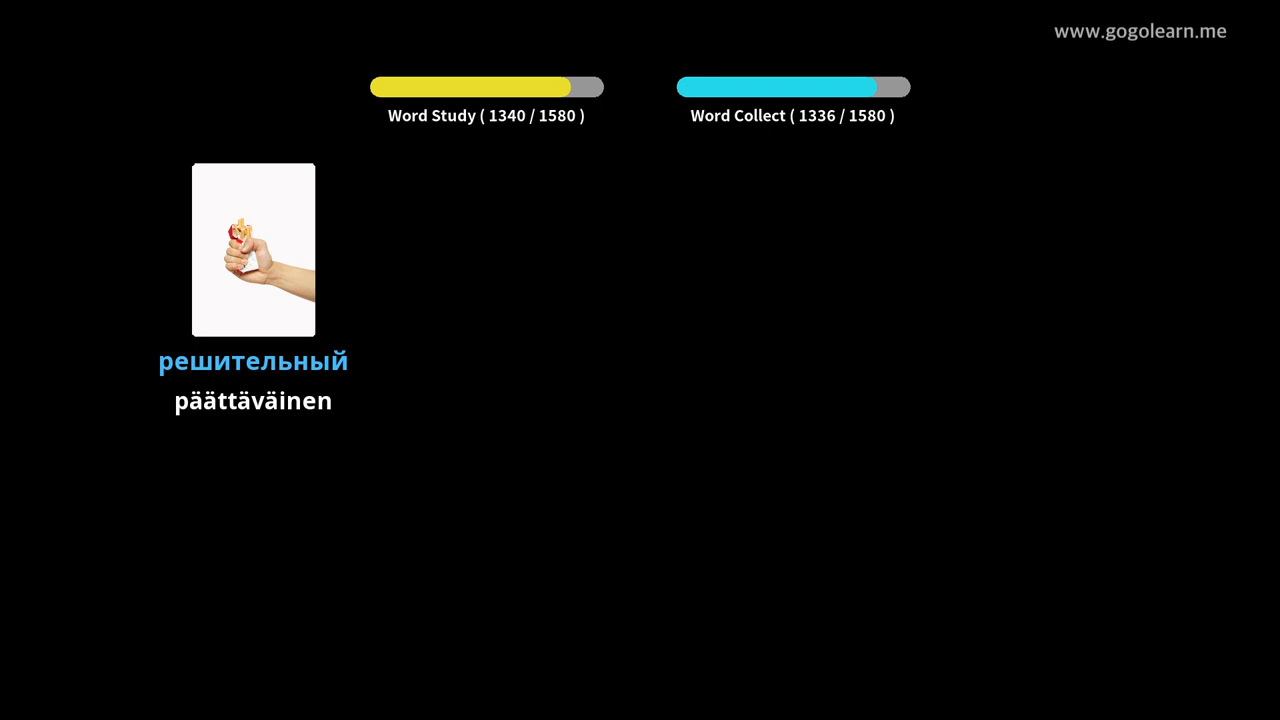 www.gogolearn.me
Word Study ( 1340 / 1580 )
Word Collect ( 1336 / 1580 )
решительный
päättäväinen